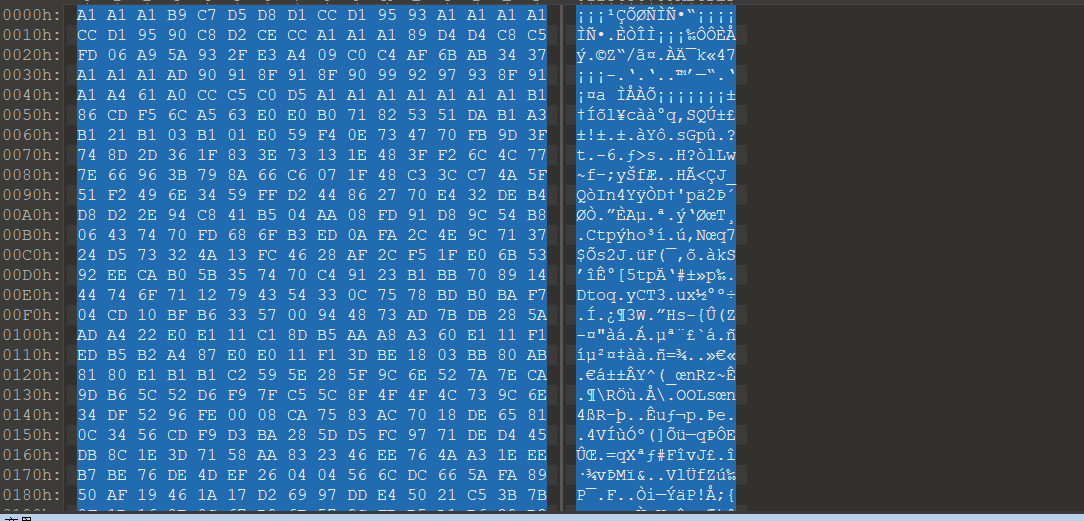 0000h: A1 A1 A1 B9 C7 D5 D8 D1 CC D1 95 93 A1 A1 A1 A1 ¡¡¡¹ÇÕØÑÌÑ•“¡¡¡¡
0010h: CC D1 95 90 C8 D2 CE CC A1 A1 A1 89 D4 D4 C8 C5 ÌÑ•.ÈÒÎÌ¡¡¡‰ÔÔÈÅ
0020h: FD 06 A9 5A 93 2F E3 A4 09 C0 C4 AF 6B AB 34 37 ý.©Z“/ã¤.ÀÄ¯k«47
0030h: A1 A1 A1 AD 90 91 8F 91 8F 90 99 92 97 93 8F 91 ¡¡¡-.‘.‘..™’—“.‘
0040h: A1 A4 61 A0 CC C5 C0 D5 A1 A1 A1 A1 A1 A1 A1 B1 ¡¤a ÌÅÀÕ¡¡¡¡¡¡¡±
0050h: 86 CD F5 6C A5 63 E0 E0 B0 71 82 53 51 DA B1 A3 †Íõl¥càà°q‚SQÚ±£
0060h: B1 21 B1 03 B1 01 E0 59 F4 0E 73 47 70 FB 9D 3F ±!±.±.àYô.sGpû.?
0070h: 74 8D 2D 36 1F 83 3E 73 13 1E 48 3F F2 6C 4C 77 t.-6.ƒ>s..H?òlLw
0080h: 7E 66 96 3B 79 8A 66 C6 07 1F 48 C3 3C C7 4A 5F ~f–;yŠfÆ..HÃ<ÇJ_
0090h: 51 F2 49 6E 34 59 FF D2 44 86 27 70 E4 32 DE B4 QòIn4YÿÒD†'pä2Þ´
00A0h: D8 D2 2E 94 C8 41 B5 04 AA 08 FD 91 D8 9C 54 B8 ØÒ.”ÈAµ.ª.ý‘ØœT¸
00B0h: 06 43 74 70 FD 68 6F B3 ED 0A FA 2C 4E 9C 71 37 .Ctpýho³í.ú,Nœq7
00C0h: 24 D5 73 32 4A 13 FC 46 28 AF 2C F5 1F E0 6B 53 $Õs2J.üF(¯,õ.àkS
00D0h: 92 EE CA B0 5B 35 74 70 C4 91 23 B1 BB 70 89 14 ’îÊ°[5tpÄ‘#±»p‰.
00E0h: 44 74 6F 71 12 79 43 54 33 0C 75 78 BD B0 BA F7 Dtoq.yCT3.ux½°º÷
00F0h: 04 CD 10 BF B6 33 57 00 94 48 73 AD 7B DB 28 5A .Í.¿¶3W.”Hs-{Û(Z
0100h: AD A4 22 E0 E1 11 C1 8D B5 AA A8 A3 60 E1 11 F1 -¤"àá.Á.µª¨£`á.ñ
0110h: ED B5 B2 A4 87 E0 E0 11 F1 3D BE 18 03 BB 80 AB íµ²¤‡àà.ñ=¾..»€«
0120h: 81 80 E1 B1 B1 C2 59 5E 28 5F 9C 6E 52 7A 7E CA .€á±±ÂY^(_œnRz~Ê
0130h: 9D B6 5C 52 D6 F9 7F C5 5C 8F 4F 4F 4C 73 9C 6E .¶\RÖù.Å\.OOLsœn
0140h: 34 DF 52 96 FE 00 08 CA 75 83 AC 70 18 DE 65 81 4ßR–þ..Êuƒ¬p.Þe.
0150h: 0C 34 56 CD F9 D3 BA 28 5D D5 FC 97 71 DE D4 45 .4VÍùÓº(]Õü—qÞÔE
0160h: DB 8C 1E 3D 71 58 AA 83 23 46 EE 76 4A A3 1E EE ÛŒ.=qXªƒ#FîvJ£.î
0170h: B7 BE 76 DE 4D EF 26 04 04 56 6C DC 66 5A FA 89 ·¾vÞMï&..VlÜfZú‰
0180h: 50 AF 19 46 1A 17 D2 69 97 DD E4 50 21 C5 3B 7B P¯.F..Òi—ÝäP!Å;{